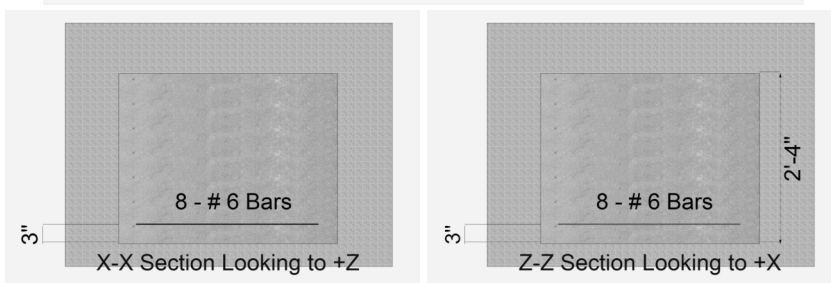 8 - # 6 Bars
3"
X-X Section Looking to +Z
8 - # 6 Bars
2'-4"
3"
Z-Z Section Looking to +X